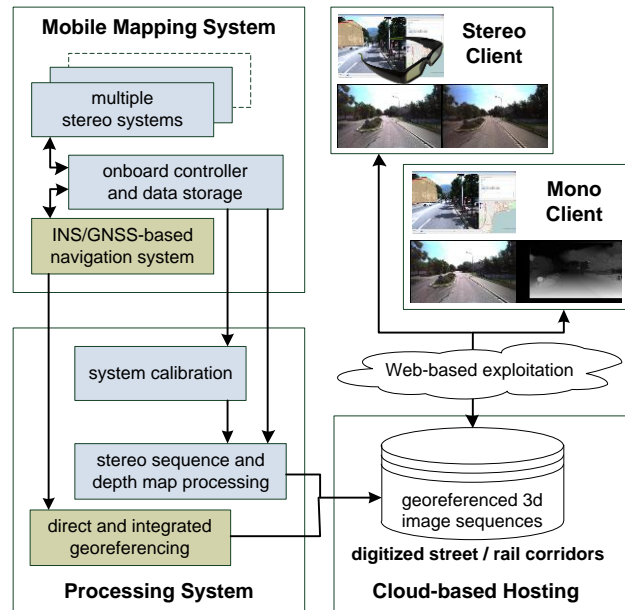 Mobile Mapping System
multiple
stereo systems
onboard controller
and data storage
INS/GNSS-based
navigation system
system calibration
stereo sequence and
depth map processing
direct and integrated
georeferencing
Processing System
Stereo
Client
Mono
Client
Web-based exploitation
georeferenced 3d
image sequences
digitized street / rail corridors
Cloud-based Hosting